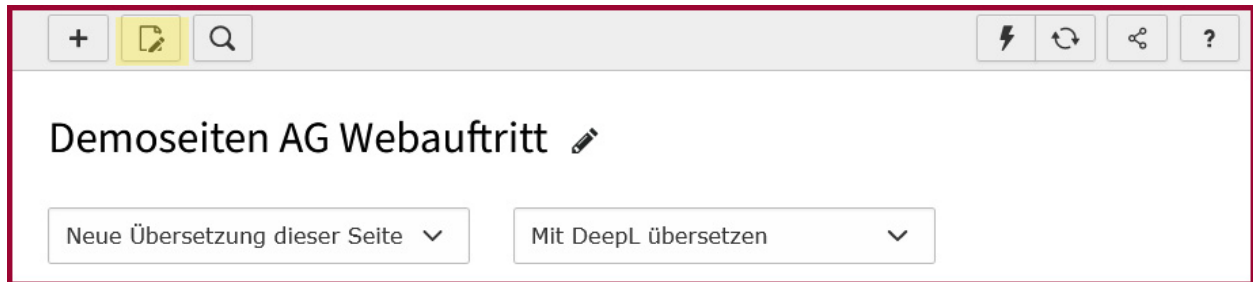 ?
Demoseiten AG Webauftritt
Neue Übersetzung dieser Seite
Mit DeepL übersetzen